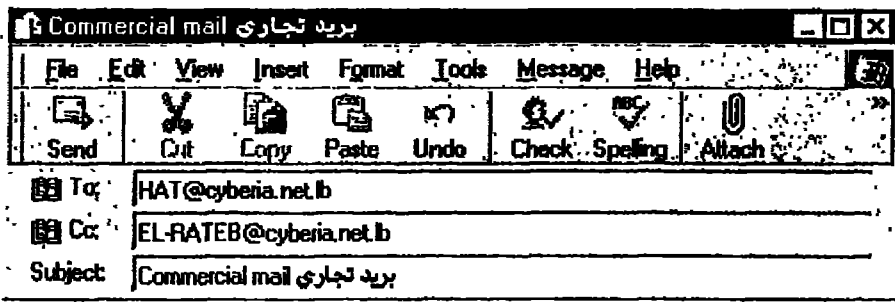 Commercial mail بريد تجاري
File Edit View Insert Format Tools Message Help
Send Cut Copy Paste Undo Check Spelling Attach
To: HAT@cyberia.net.lb
Cc: EL-RATEB@cyberia.net.lb
Subject: Commercial mail بريد تجاري